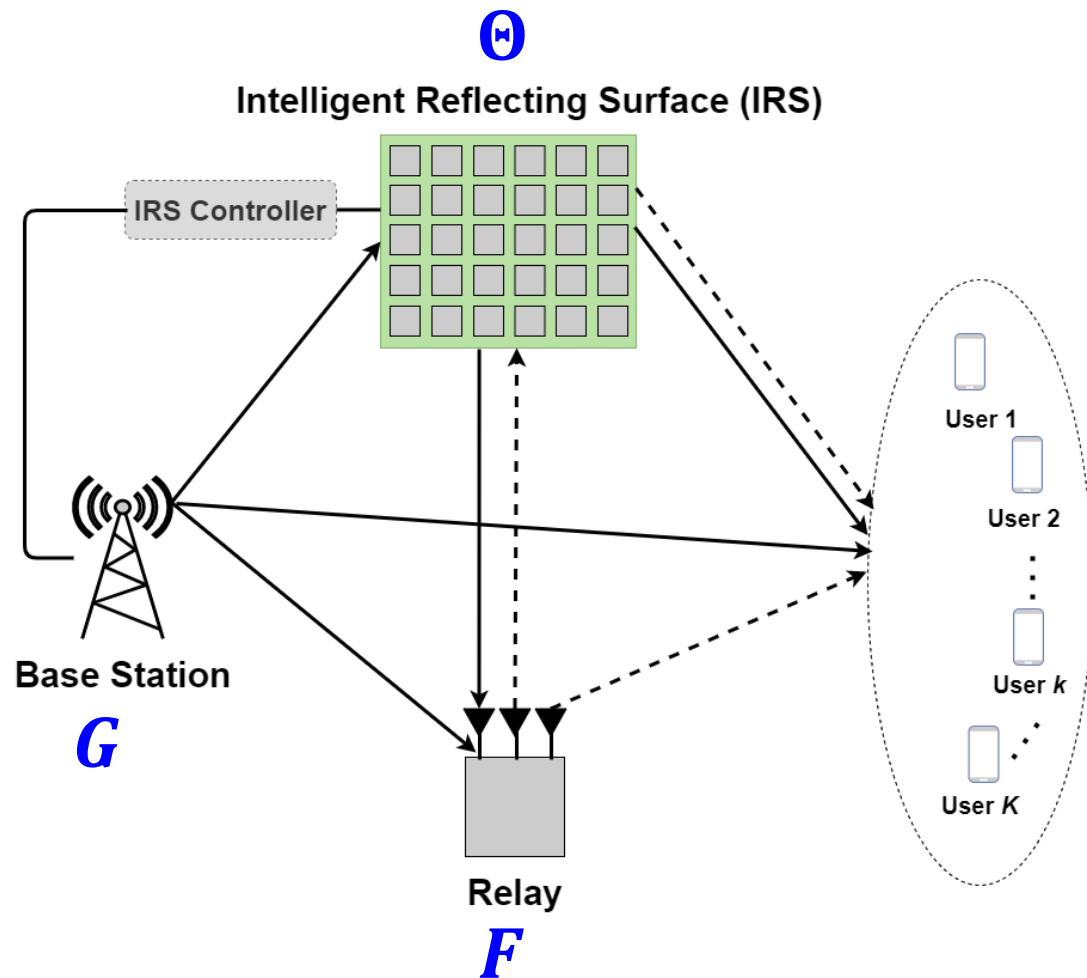 Θ
Intelligent Reflecting Surface (IRS)
IRS Controller
User 1
User 2
Base Station
User k
G
User K
Relay
F